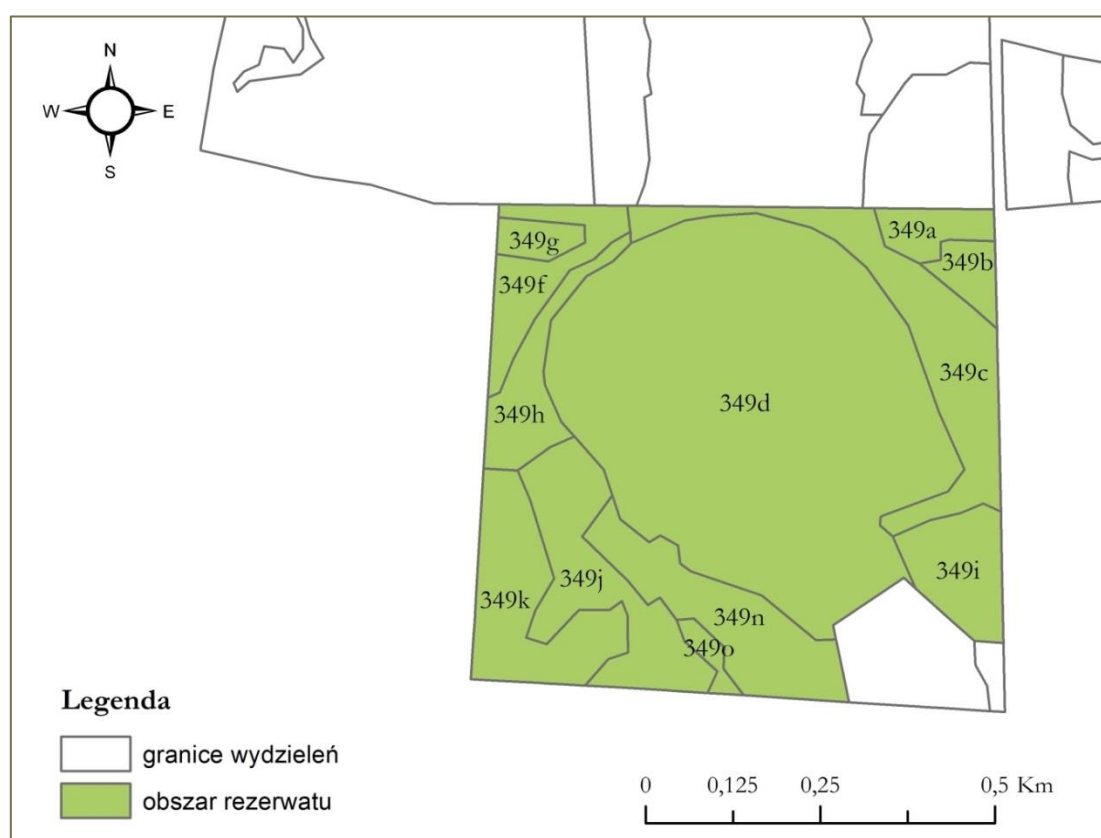 N
W E
S
349a
349g
349b
349f
349c
349d
349h
349i
349j
349k
349n
349o
Legenda
granice wydzieleń
obszar rezerwatu
0 0,125 0,25 0,5 Km